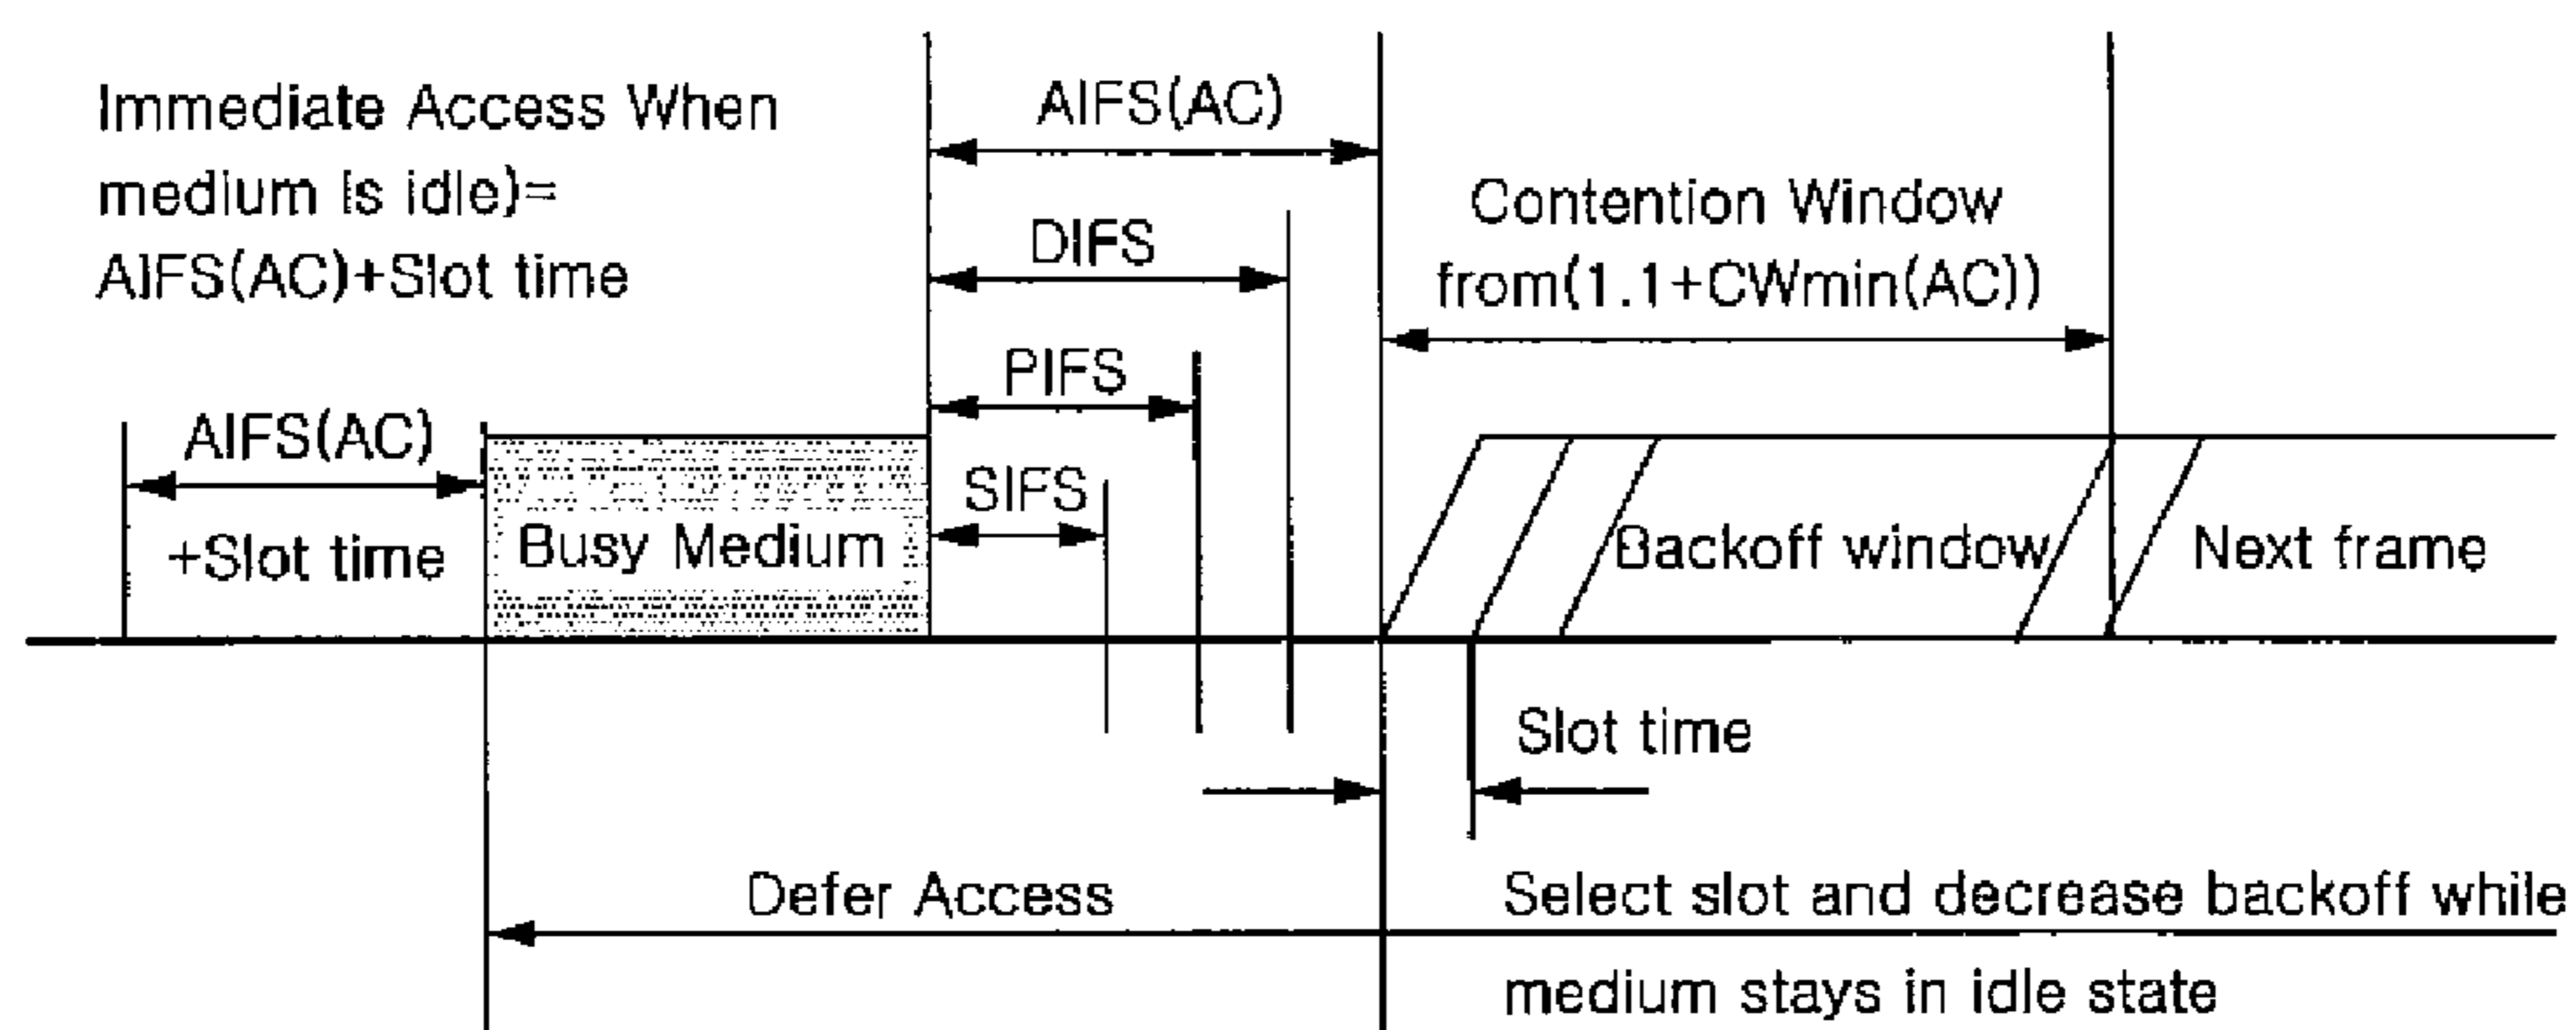 Immediate Access When
medium Is idle)=
AIFS(AC)+Slot time
AIFS(AC)
+Slot time
Busy Medium
AIFS(AC)
DIFS
PIFS
SIFS
Contention Window
from(1.1+CWmin(AC))
Backoff window
Next frame
Slot time
Defer Access
Select slot and decrease backoff while
medium stays in idle state